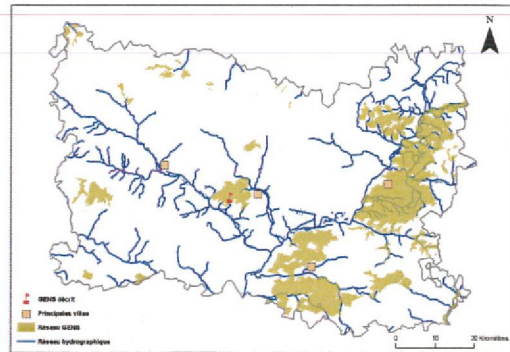 N
GENS décrit
Principales villes
Réseau GENS
Réseau hydrographique
0 10 20 Kilomètres